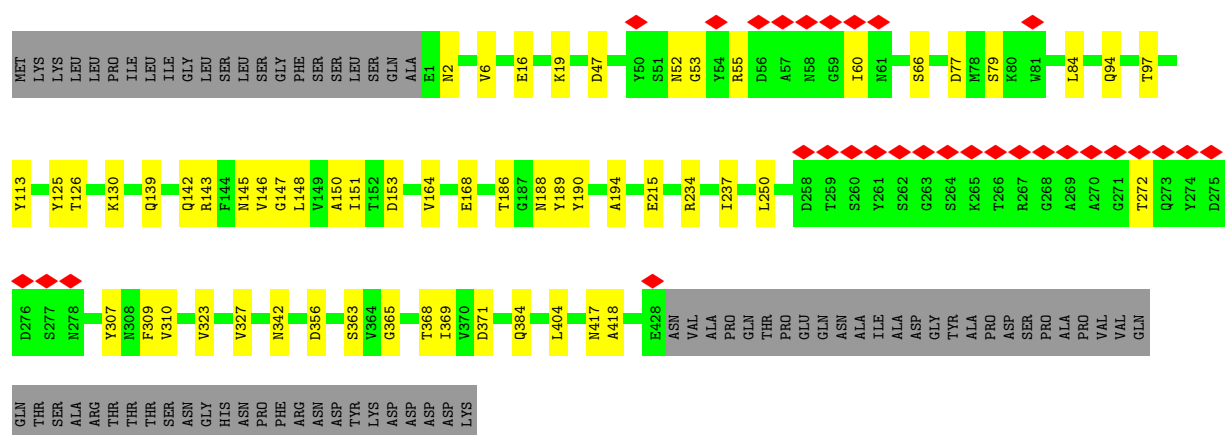 MET LYS LYS LEU LEU PRO ILE LEU ILE GLY LEU SER LEU SER GLY PHE SER SER LEU SER GLN ALA E1 N2 V6 E16 K19 D47 Y50 S51 N52 G53 Y54 R55 D56 A57 N58 G59 I60 N61 S66 D77 M78 S79 K80 W81 L84 Q94 T97
Y113 Y125 T126 K130 Q139 Q142 R143 F144 N145 V146 G147 L148 V149 A150 I151 T152 D153 V164 E168 T186 G187 N188 Y189 Y190 A194 E215 R234 I237 L250 D258 T259 S260 Y261 S262 G263 S264 K265 T266 R267 G268 A269 A270 G271 T272 Q273 Y274 D275
D276 S277 N278 Y307 N308 F309 V310 V323 V327 N342 D356 S363 V364 G365 T368 I369 V370 D371 Q384 L404 N417 A418 E428 ASN VAL ALA PRO GLN THR PRO GLU GLN ASN ALA ILE ALA ASP GLY TYR ALA PRO ASP SER PRO ALA PRO VAL VAL GLN
GLN THR SER ALA ARG THR THR THR SER ASN GLY HIS ASN PRO PHE ARG ASN ASP TYR LYS ASP ASP ASP ASP LYS